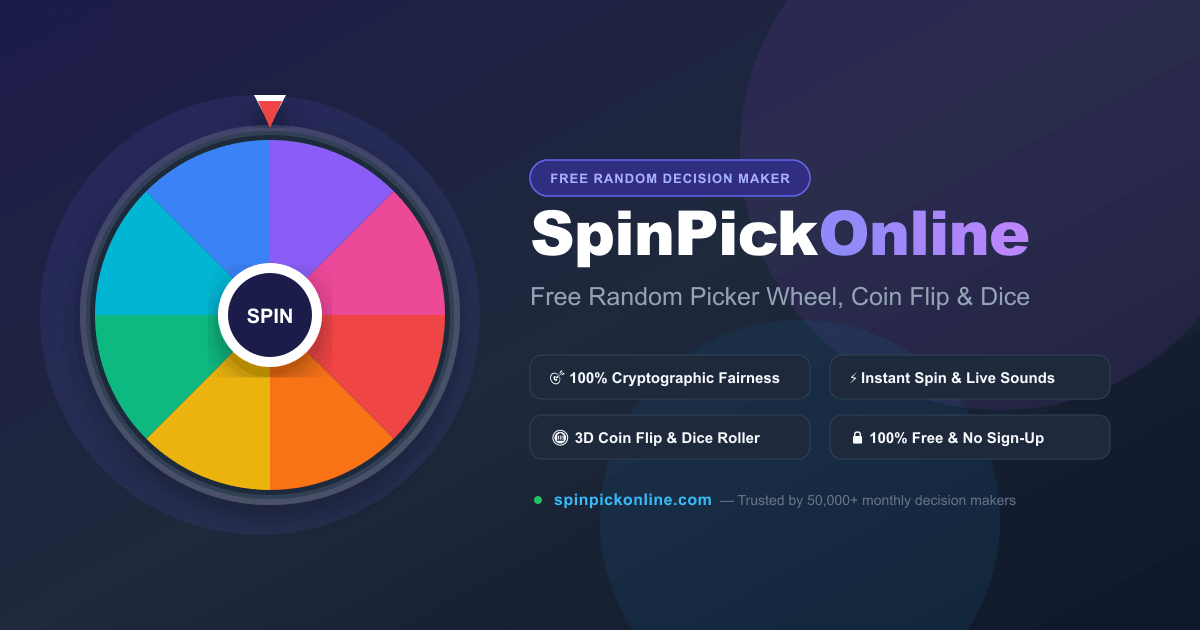 SPIN
FREE RANDOM DECISION MAKER
SpinPickOnline
Free Random Picker Wheel, Coin Flip & Dice
100% Cryptographic Fairness
⚡ Instant Spin & Live Sounds
3D Coin Flip & Dice Roller
100% Free & No Sign-Up
spinpickonline.com — Trusted by 50,000+ monthly decision makers